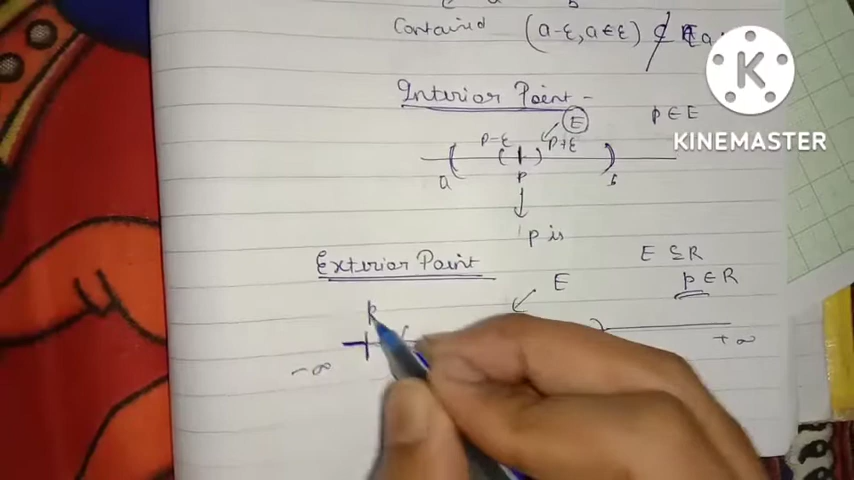 a b
Contained (a-ε, a∈ε) ⊄
Interior Point -
E p ∈ E
p-ε p+ε
a p b
p is
Exterior Point E ⊆ R
E p ∈ R
p
-∞ +∞
K
KINEMASTER